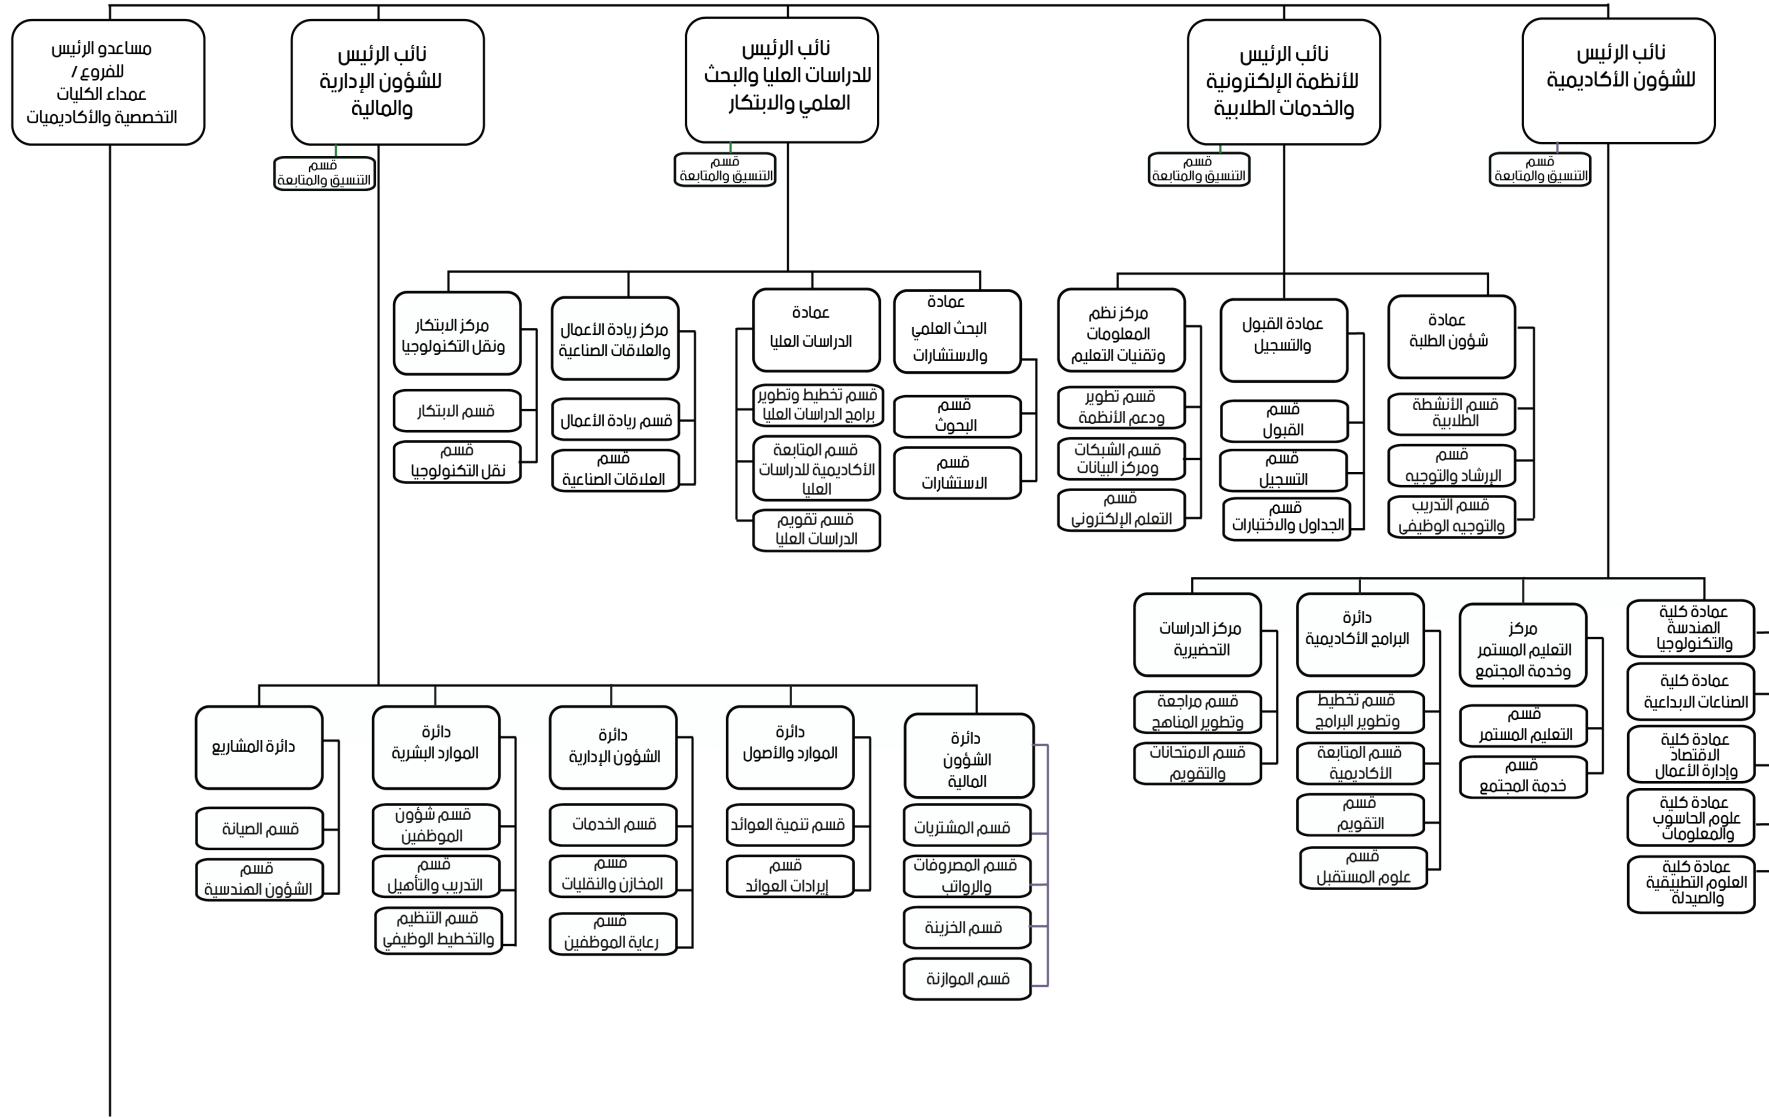 نائب الرئيس
للشؤون الأكاديمية
قسم
التنسيق والمتابعة
نائب الرئيس
للأنظمة الإلكترونية
والخدمات الطلابية
قسم
التنسيق والمتابعة
نائب الرئيس
للدراسات العليا والبحث
العلمي والابتكار
قسم
التنسيق والمتابعة
نائب الرئيس
للشؤون الإدارية
والمالية
قسم
التنسيق والمتابعة
مساعدو الرئيس
للفروع /
عمداء الكليات
التخصصية والأكاديميات
عمادة
شؤون الطلبة
قسم الأنشطة
الطلابية
قسم
الإرشاد والتوجيه
قسم التدريب
والتوجيه الوظيفي
عمادة القبول
والتسجيل
قسم
القبول
قسم
التسجيل
قسم
الجداول والاختبارات
مركز نظم
المعلومات
وتقنيات التعليم
قسم تطوير
ودعم الأنظمة
قسم الشبكات
ومركز البيانات
قسم
التعلم الإلكتروني
عمادة
البحث العلمي
والاستشارات
قسم
البحوث
قسم
الاستشارات
عمادة
الدراسات العليا
قسم تخطيط وتطوير
برامج الدراسات العليا
قسم المتابعة
الأكاديمية للدراسات
العليا
قسم تقويم
الدراسات العليا
مركز ريادة الأعمال
والعلاقات الصناعية
قسم ريادة الأعمال
قسم
العلاقات الصناعية
مركز الابتكار
ونقل التكنولوجيا
قسم الابتكار
قسم
نقل التكنولوجيا
عمادة كلية
الهندسة
والتكنولوجيا
عمادة كلية
الصناعات الابداعية
عمادة كلية
الاقتصاد
وإدارة الأعمال
عمادة كلية
علوم الحاسوب
والمعلومات
عمادة كلية
العلوم التطبيقية
والصيدلة
مركز
التعليم المستمر
وخدمة المجتمع
قسم
التعليم المستمر
قسم
خدمة المجتمع
دائرة
البرامج الأكاديمية
قسم تخطيط
وتطوير البرامج
قسم المتابعة
الأكاديمية
قسم
التقويم
قسم
علوم المستقبل
مركز الدراسات
التحضيرية
قسم مراجعة
وتطوير المناهج
قسم الامتحانات
والتقويم
دائرة
الشؤون
المالية
قسم المشتريات
قسم المصروفات
والرواتب
قسم الخزينة
قسم الموازنة
دائرة
الموارد والأصول
قسم تنمية العوائد
قسم
إيرادات العوائد
دائرة
الشؤون الإدارية
قسم الخدمات
قسم
المخازن والنقليات
قسم
رعاية الموظفين
دائرة
الموارد البشرية
قسم شؤون
الموظفين
قسم
التدريب والتأهيل
قسم التنظيم
والتخطيط الوظيفي
دائرة المشاريع
قسم الصيانة
قسم
الشؤون الهندسية